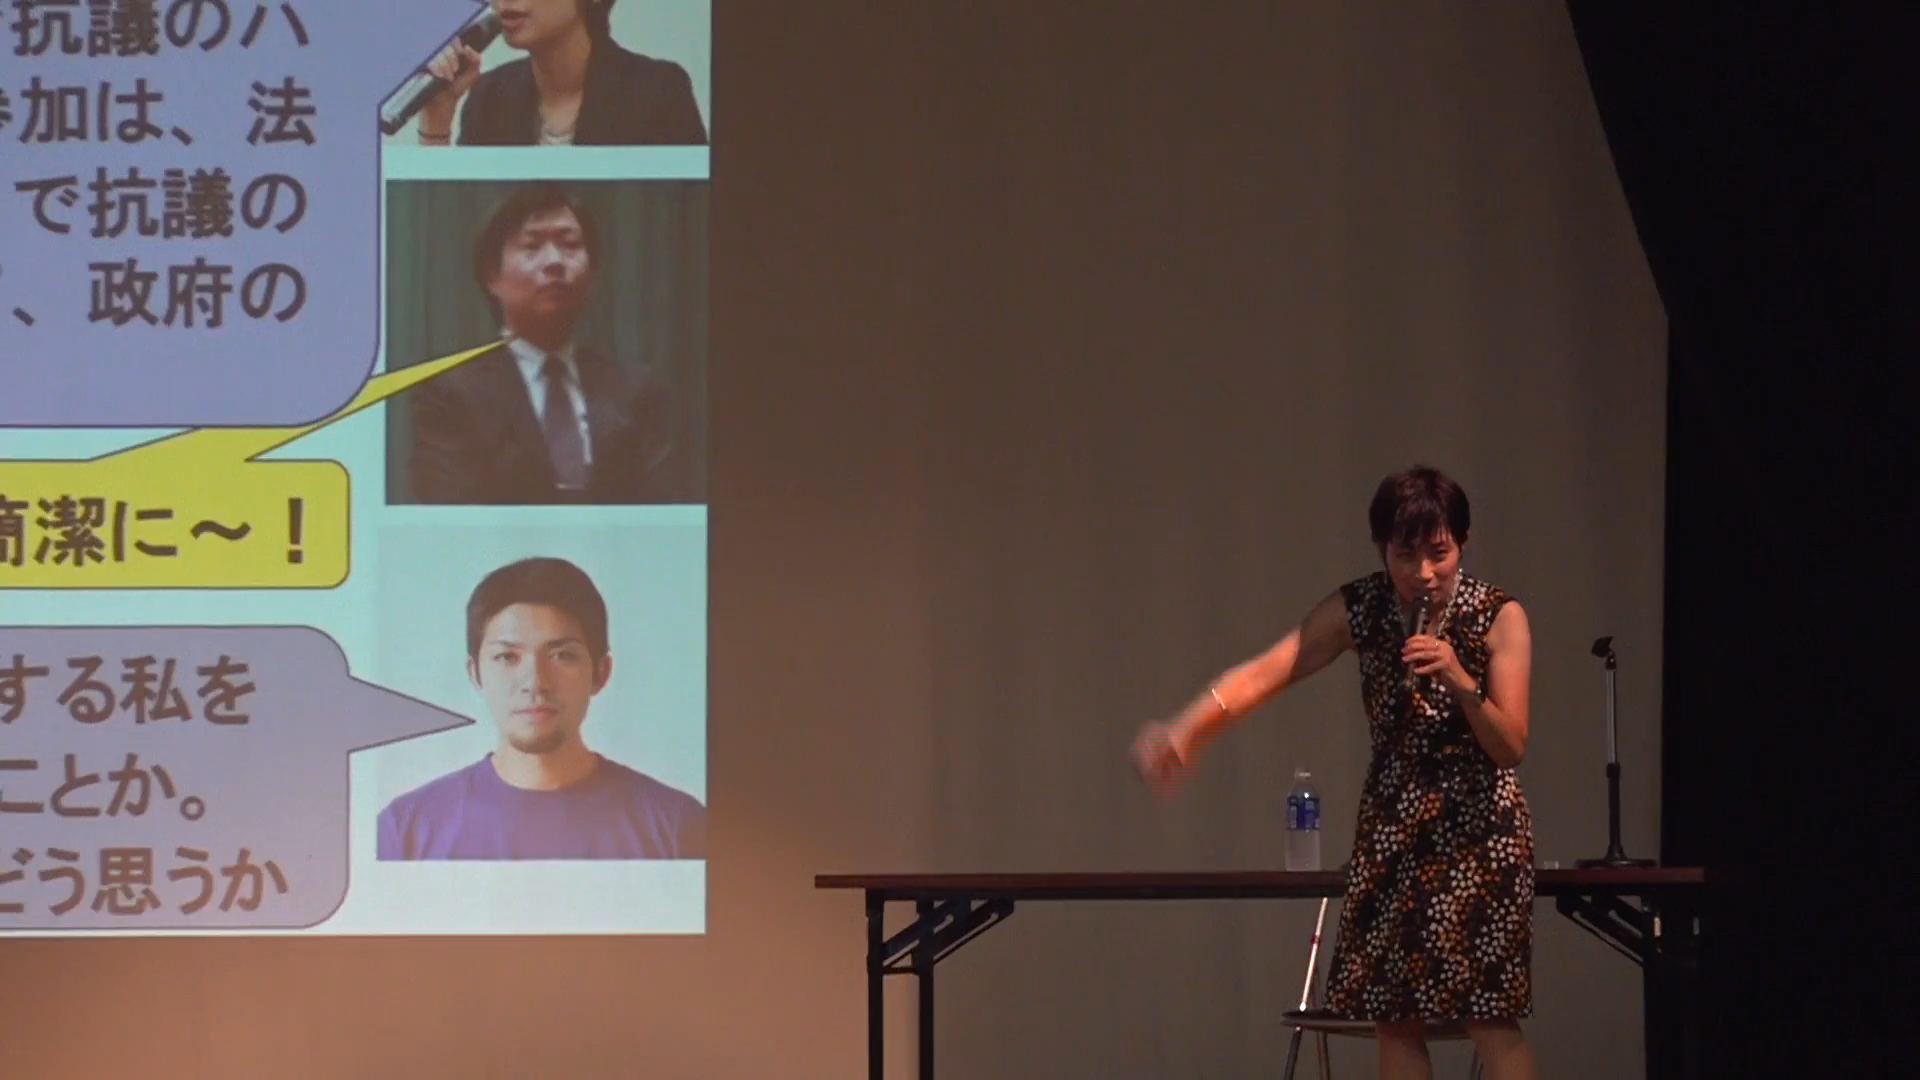 抗議のハ
参加は、法
で抗議の
、政府の
簡潔に～！
する私を
ことか。
どう思うか